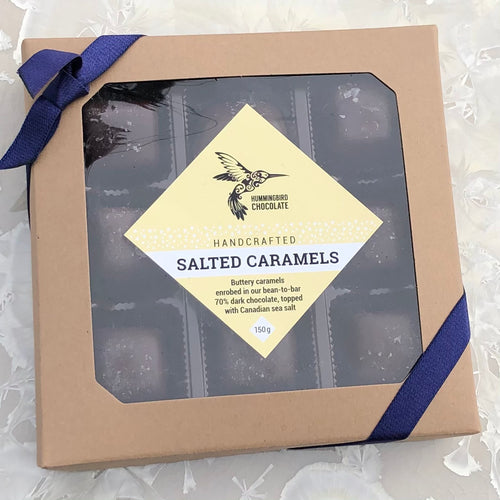 HUMMINGBIRD
CHOCOLATE
HANDCRAFTED
SALTED CARAMELS
Buttery caramels
enrobed in our bean-to-bar
70% dark chocolate, topped
with Canadian sea salt
150 g